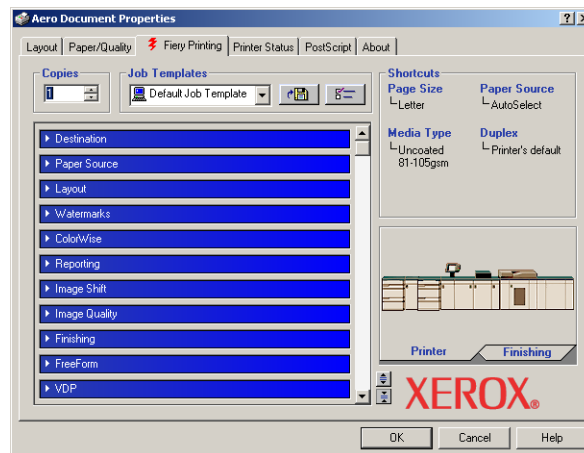 Aero Document Properties
Layout
Paper/Quality
Fiery Printing
Printer Status
PostScript
About
Copies
1
Job Templates
Default Job Template
Destination
Paper Source
Layout
Watermarks
ColorWise
Reporting
Image Shift
Image Quality
Finishing
FreeForm
VDP
Shortcuts
Page Size
Letter
Paper Source
AutoSelect
Media Type
Uncoated
81-105gsm
Duplex
Printer's default
Printer
Finishing
XEROX®
OK
Cancel
Help